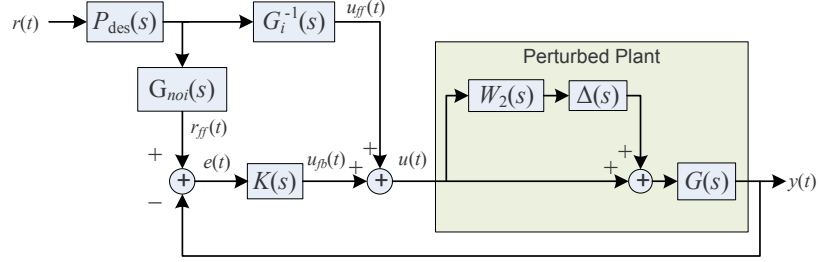 r(t)
P_des(s)
G_i^-1(s)
u_ff(t)
Perturbed Plant
G_noi(s)
W_2(s)
Δ(s)
r_ff(t)
+
+
+
+
e(t)
u_fb(t)
u(t)
+
K(s)
+
+
+
G(s)
y(t)
−